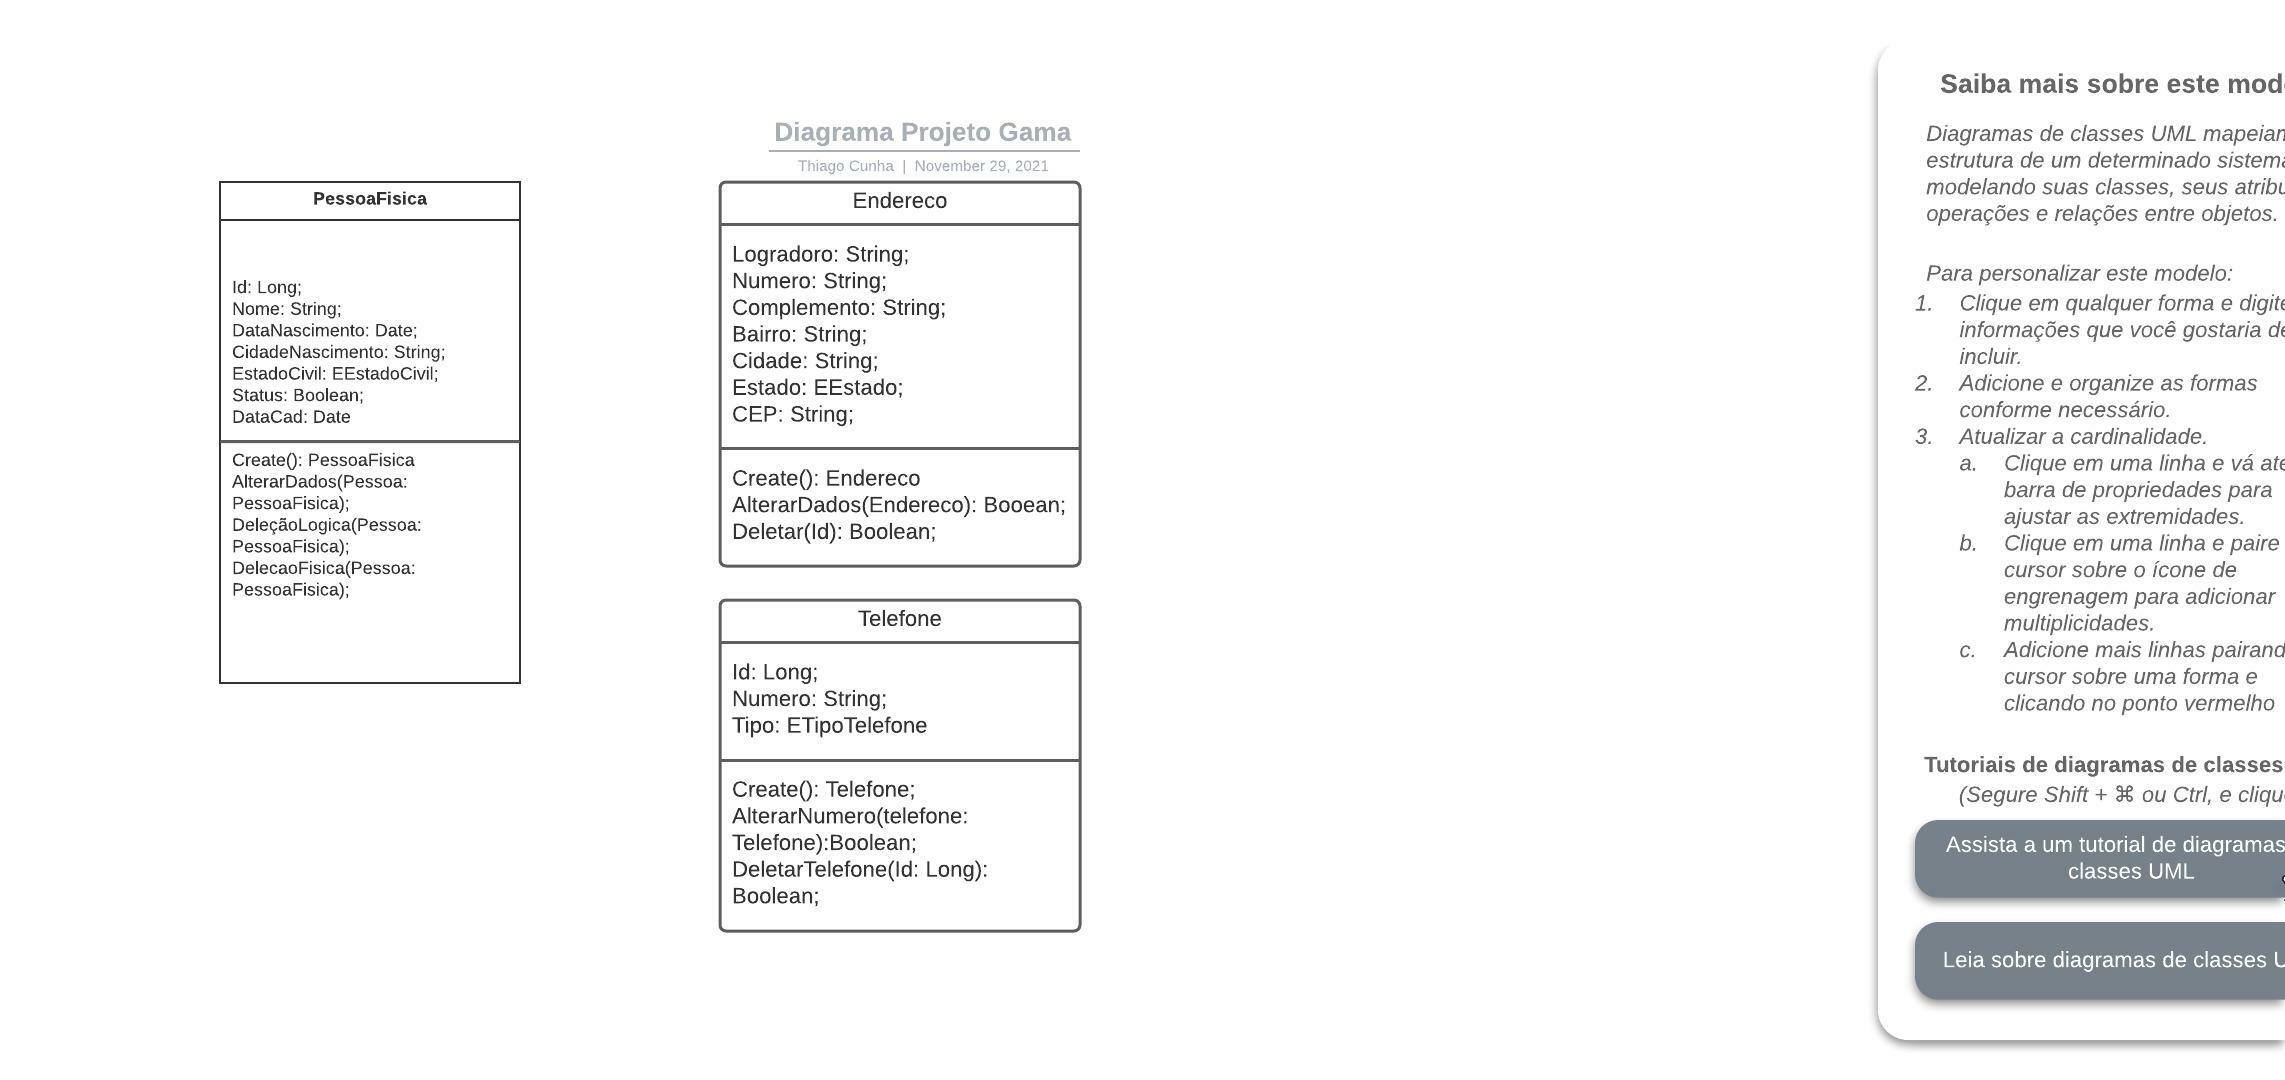 Diagrama Projeto Gama
Thiago Cunha | November 29, 2021
PessoaFisica
Id: Long;
Nome: String;
DataNascimento: Date;
CidadeNascimento: String;
EstadoCivil: EEstadoCivil;
Status: Boolean;
DataCad: Date
Create(): PessoaFisica
AlterarDados(Pessoa:
PessoaFisica);
DeleçãoLogica(Pessoa:
PessoaFisica);
DelecaoFisica(Pessoa:
PessoaFisica);
Endereco
Logradoro: String;
Numero: String;
Complemento: String;
Bairro: String;
Cidade: String;
Estado: EEstado;
CEP: String;
Create(): Endereco
AlterarDados(Endereco): Booean;
Deletar(Id): Boolean;
Telefone
Id: Long;
Numero: String;
Tipo: ETipoTelefone
Create(): Telefone;
AlterarNumero(telefone:
Telefone):Boolean;
DeletarTelefone(Id: Long):
Boolean;
Saiba mais sobre este
Diagramas de classes UML
estrutura de um determinado
modelando suas classes, seus
operações e relações entre objetos.
Para personalizar este modelo:
1. Clique em qualquer forma e
informações que você gostaria
incluir.
2. Adicione e organize as formas
conforme necessário.
3. Atualizar a cardinalidade.
a. Clique em uma linha e vá
barra de propriedades para
ajustar as extremidades.
b. Clique em uma linha e paire
cursor sobre o ícone de
engrenagem para adicionar
multiplicidades.
c. Adicione mais linhas
cursor sobre uma forma e
clicando no ponto vermelho
Tutoriais de diagramas de classes
(Segure Shift + ⌘ ou Ctrl, e
Assista a um tutorial de diagramas
classes UML
Leia sobre diagramas de classes